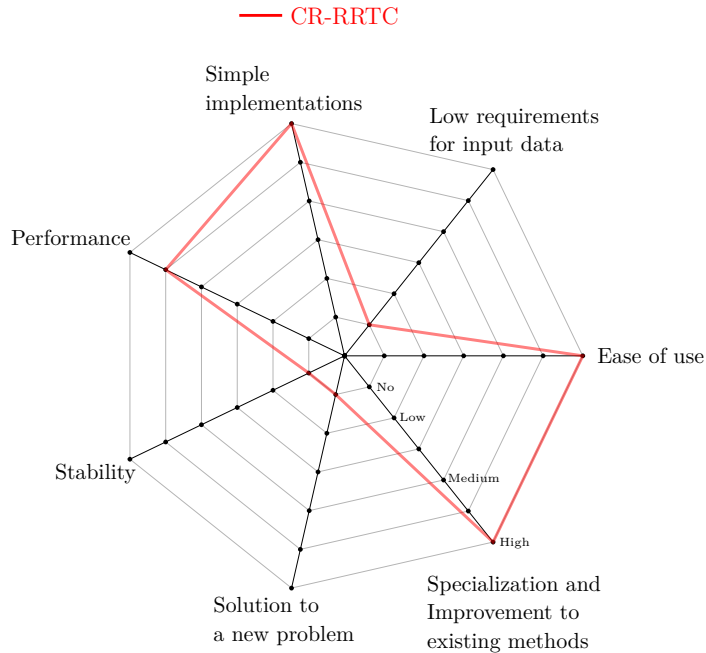 CR-RRTC
Simple
implementations
Low requirements
for input data
Performance
Ease of use
No
Low
Stability
Medium
High
Specialization and
Improvement to
existing methods
Solution to
a new problem